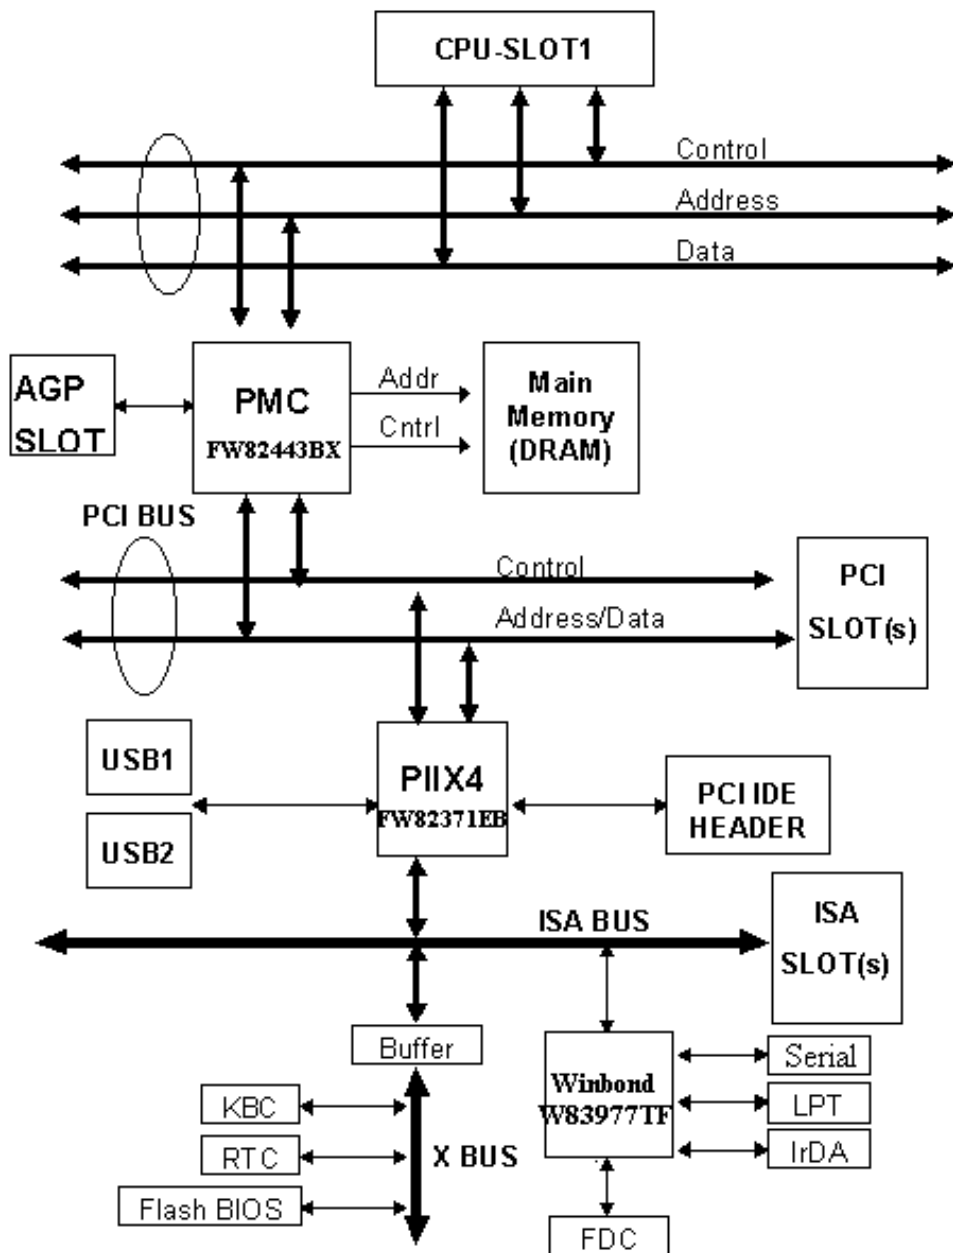 CPU-SLOT1
Control
Address
Data
AGP
SLOT
PMC
FW82443BX
Addr
Cntrl
Main
Memory
(DRAM)
PCI BUS
Control
Address/Data
PCI
SLOT(s)
USB1
USB2
PIIX4
FW82371EB
PCI IDE
HEADER
ISA BUS
ISA
SLOT(s)
Buffer
KBC
RTC
Flash BIOS
X BUS
Winbond
W83977TF
Serial
LPT
IrDA
FDC